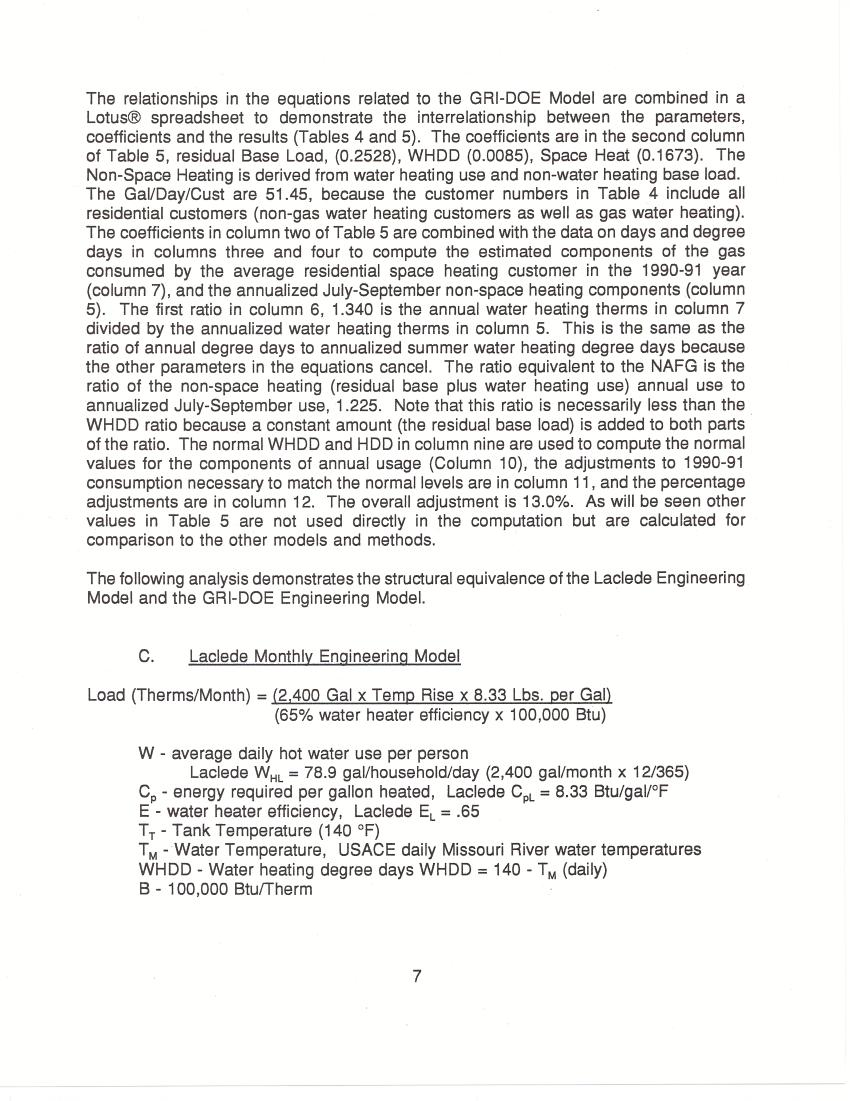 The relationships in the equations related to the GRI-DOE Model are combined in a
Lotus® spreadsheet to demonstrate the interrelationship between the parameters,
coefficients and the results (Tables 4 and 5). The coefficients are in the second column
of Table 5, residual Base Load, (0.2528), WHDD (0.0085), Space Heat (0.1673). The
Non-Space Heating is derived from water heating use and non-water heating base load.
The Gal/Day/Cust are 51.45, because the customer numbers in Table 4 include all
residential customers (non-gas water heating customers as well as gas water heating).
The coefficients in column two of Table 5 are combined with the data on days and degree
days in columns three and four to compute the estimated components of the gas
consumed by the average residential space heating customer in the 1990-91 year
(column 7), and the annualized July-September non-space heating components (column
5). The first ratio in column 6, 1.340 is the annual water heating therms in column 7
divided by the annualized water heating therms in column 5. This is the same as the
ratio of annual degree days to annualized summer water heating degree days because
the other parameters in the equations cancel. The ratio equivalent to the NAFG is the
ratio of the non-space heating (residual base plus water heating use) annual use to
annualized July-September use, 1.225. Note that this ratio is necessarily less than the
WHDD ratio because a constant amount (the residual base load) is added to both parts
of the ratio. The normal WHDD and HDD in column nine are used to compute the normal
values for the components of annual usage (Column 10), the adjustments to 1990-91
consumption necessary to match the normal levels are in column 11, and the percentage
adjustments are in column 12. The overall adjustment is 13.0%. As will be seen other
values in Table 5 are not used directly in the computation but are calculated for
comparison to the other models and methods.
The following analysis demonstrates the structural equivalence of the Laclede Engineering
Model and the GRI-DOE Engineering Model.
C. Laclede Monthly Engineering Model
Load (Therms/Month) = (2,400 Gal x Temp Rise x 8.33 Lbs. per Gal)
(65% water heater efficiency x 100,000 Btu)
W - average daily hot water use per person
Laclede W_HL = 78.9 gal/household/day (2,400 gal/month x 12/365)
C_p - energy required per gallon heated, Laclede C_pL = 8.33 Btu/gal/°F
E - water heater efficiency, Laclede E_L = .65
T_T - Tank Temperature (140 °F)
T_M - Water Temperature, USACE daily Missouri River water temperatures
WHDD - Water heating degree days WHDD = 140 - T_M (daily)
B - 100,000 Btu/Therm
7